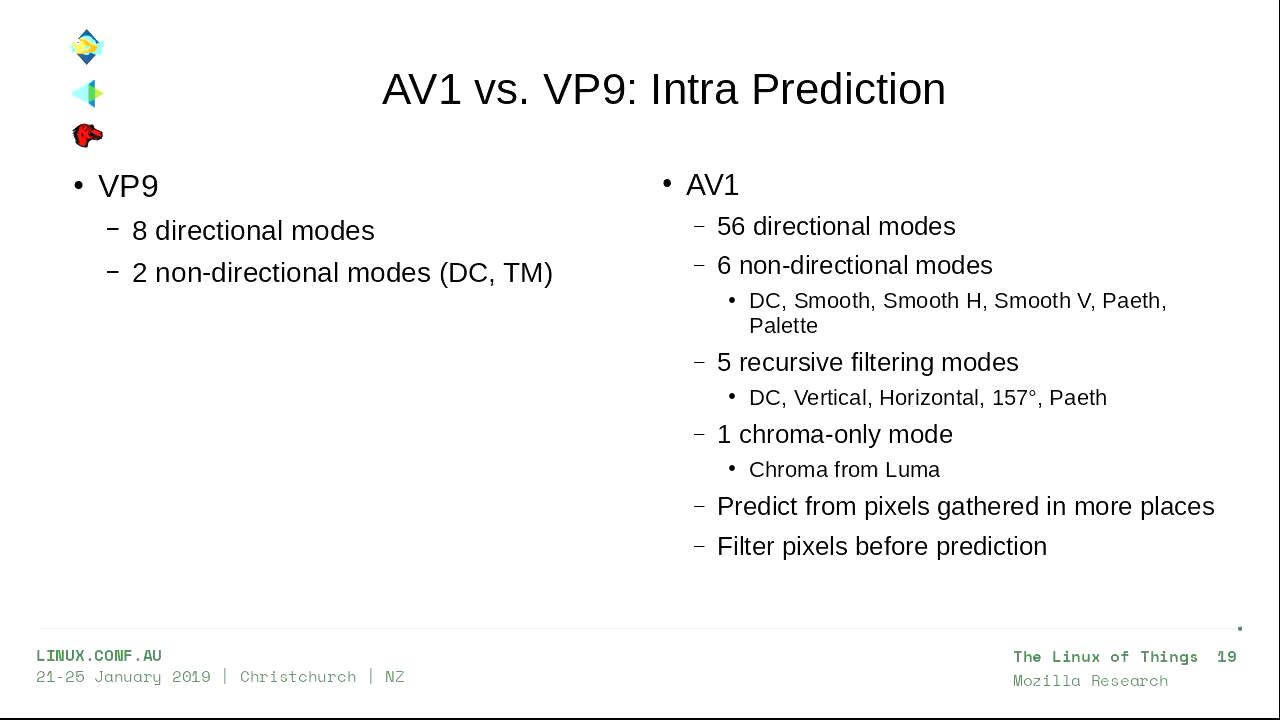 AV1 vs. VP9: Intra Prediction
• VP9
– 8 directional modes
– 2 non-directional modes (DC, TM)
• AV1
– 56 directional modes
– 6 non-directional modes
• DC, Smooth, Smooth H, Smooth V, Paeth,
Palette
– 5 recursive filtering modes
• DC, Vertical, Horizontal, 157°, Paeth
– 1 chroma-only mode
• Chroma from Luma
– Predict from pixels gathered in more places
– Filter pixels before prediction
LINUX.CONF.AU
21-25 January 2019 | Christchurch | NZ
The Linux of Things 19
Mozilla Research